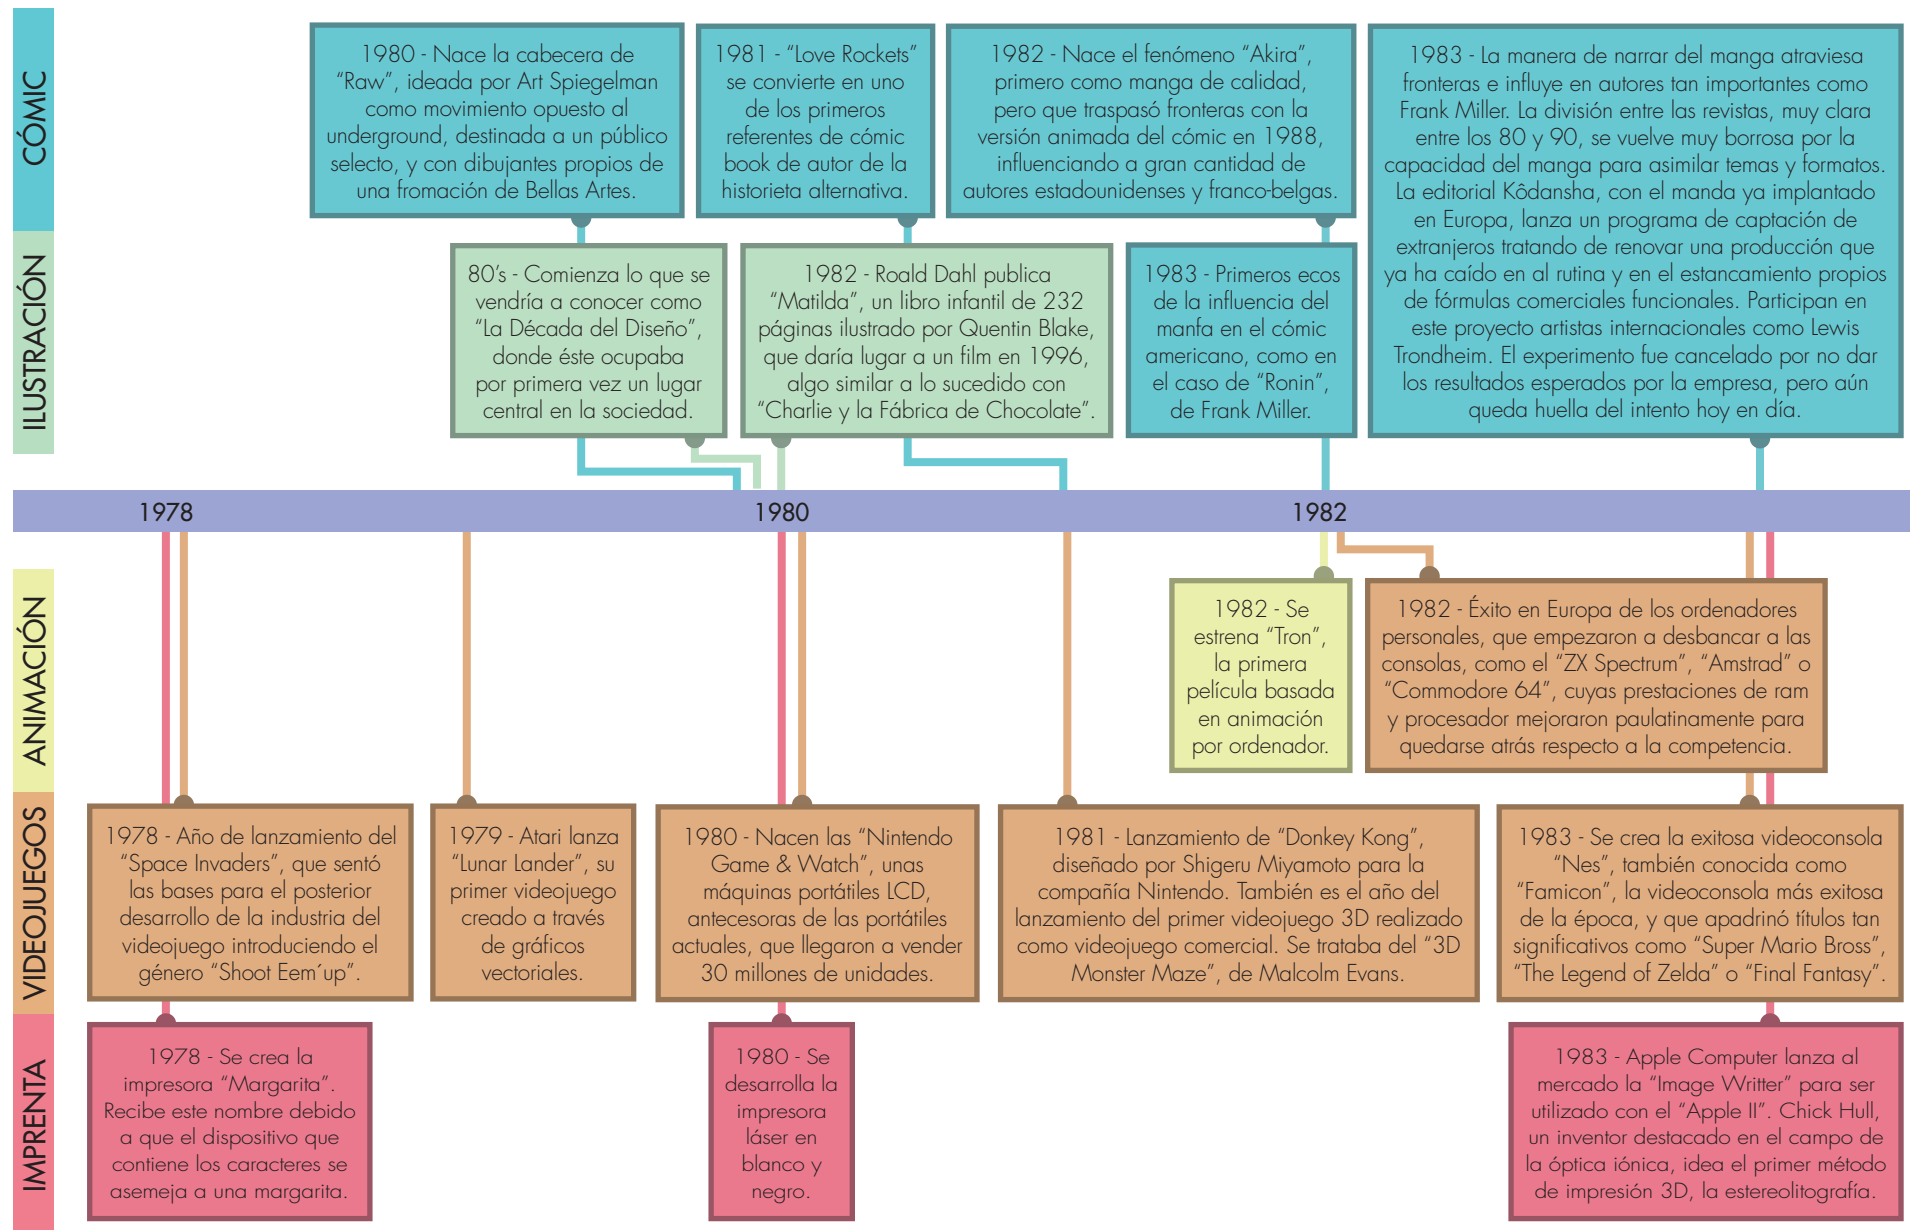 CÓMIC
1980 - Nace la cabecera de
“Raw”, ideada por Art Spiegelman
como movimiento opuesto al
underground, destinada a un público
selecto, y con dibujantes propios de
una fromación de Bellas Artes.
1981 - “Love Rockets”
se convierte en uno
de los primeros
referentes de cómic
book de autor de la
historieta alternativa.
1982 - Nace el fenómeno “Akira”,
primero como manga de calidad,
pero que traspasó fronteras con la
versión animada del cómic en 1988,
influenciando a gran cantidad de
autores estadounidenses y franco-belgas.
1983 - La manera de narrar del manga atraviesa
fronteras e influye en autores tan importantes como
Frank Miller. La división entre las revistas, muy clara
entre los 80 y 90, se vuelve muy borrosa por la
capacidad del manga para asimilar temas y formatos.
La editorial Kôdansha, con el manda ya implantado
en Europa, lanza un programa de captación de
extranjeros tratando de renovar una producción que
ya ha caído en al rutina y en el estancamiento propios
de fórmulas comerciales funcionales. Participan en
este proyecto artistas internacionales como Lewis
Trondheim. El experimento fue cancelado por no dar
los resultados esperados por la empresa, pero aún
queda huella del intento hoy en día.
ILUSTRACIÓN
80’s - Comienza lo que se
vendría a conocer como
“La Década del Diseño”,
donde éste ocupaba
por primera vez un lugar
central en la sociedad.
1982 - Roald Dahl publica
“Matilda”, un libro infantil de 232
páginas ilustrado por Quentin Blake,
que daría lugar a un film en 1996,
algo similar a lo sucedido con
“Charlie y la Fábrica de Chocolate”.
1983 - Primeros ecos
de la influencia del
manfa en el cómic
americano, como en
el caso de “Ronin”,
de Frank Miller.
1978
1980
1982
ANIMACIÓN
1982 - Se
estrena “Tron”,
la primera
película basada
en animación
por ordenador.
1982 - Éxito en Europa de los ordenadores
personales, que empezaron a desbancar a las
consolas, como el “ZX Spectrum”, “Amstrad” o
“Commodore 64”, cuyas prestaciones de ram
y procesador mejoraron paulatinamente para
quedarse atrás respecto a la competencia.
VIDEOJUEGOS
1978 - Año de lanzamiento del
“Space Invaders”, que sentó
las bases para el posterior
desarrollo de la industria del
videojuego introduciendo el
género “Shoot Eem´up”.
1979 - Atari lanza
“Lunar Lander”, su
primer videojuego
creado a través
de gráficos
vectoriales.
1980 - Nacen las “Nintendo
Game & Watch”, unas
máquinas portátiles LCD,
antecesoras de las portátiles
actuales, que llegaron a vender
30 millones de unidades.
1981 - Lanzamiento de “Donkey Kong”,
diseñado por Shigeru Miyamoto para la
compañía Nintendo. También es el año del
lanzamiento del primer videojuego 3D realizado
como videojuego comercial. Se trataba del “3D
Monster Maze”, de Malcolm Evans.
1983 - Se crea la exitosa videoconsola
“Nes”, también conocida como
“Famicon”, la videoconsola más exitosa
de la época, y que apadrinó títulos tan
significativos como “Super Mario Bross”,
“The Legend of Zelda” o “Final Fantasy”.
IMPRENTA
1978 - Se crea la
impresora “Margarita”.
Recibe este nombre debido
a que el dispositivo que
contiene los caracteres se
asemeja a una margarita.
1980 - Se
desarrolla la
impresora
láser en
blanco y
negro.
1983 - Apple Computer lanza al
mercado la “Image Writter” para ser
utilizado con el “Apple II”. Chick Hull,
un inventor destacado en el campo de
la óptica iónica, idea el primer método
de impresión 3D, la estereolitografía.